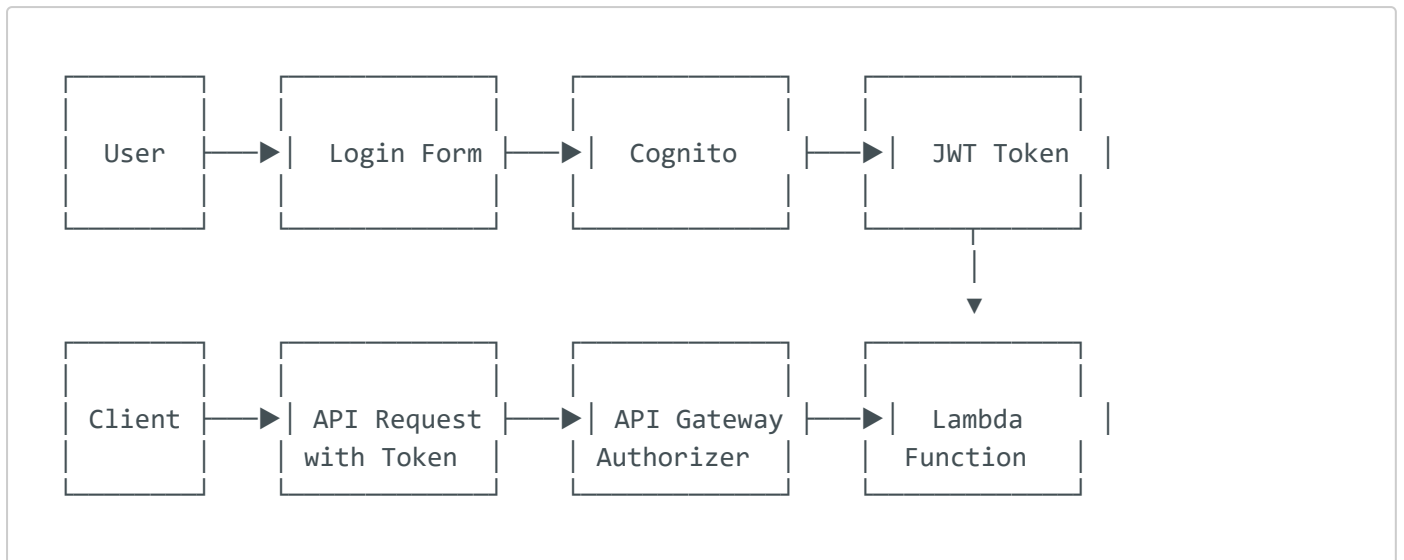 User Login Form Cognito JWT Token
Client API Request API Gateway Lambda
with Token Authorizer Function